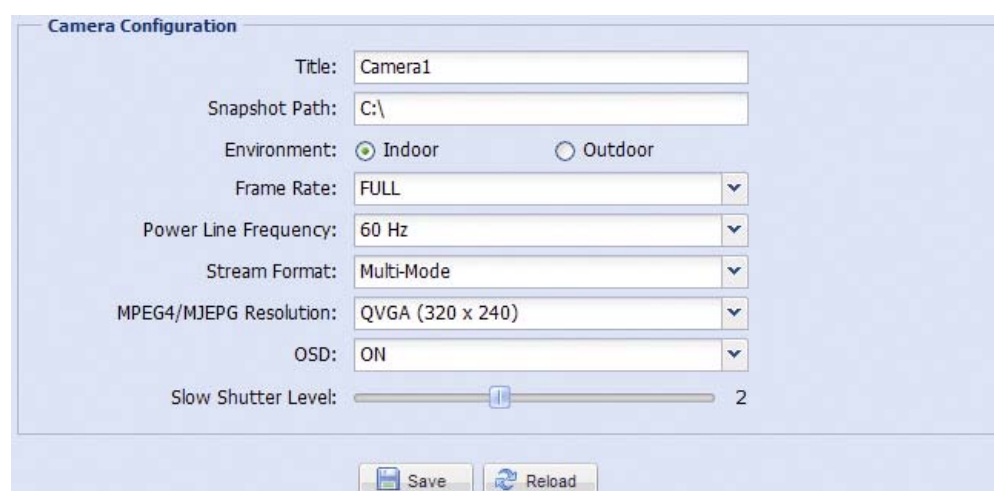 Camera Configuration
Title: Camera1
Snapshot Path: C:\
Environment: Indoor Outdoor
Frame Rate: FULL
Power Line Frequency: 60 Hz
Stream Format: Multi-Mode
MPEG4/MJEPG Resolution: QVGA (320 x 240)
OSD: ON
Slow Shutter Level: 2
Save Reload